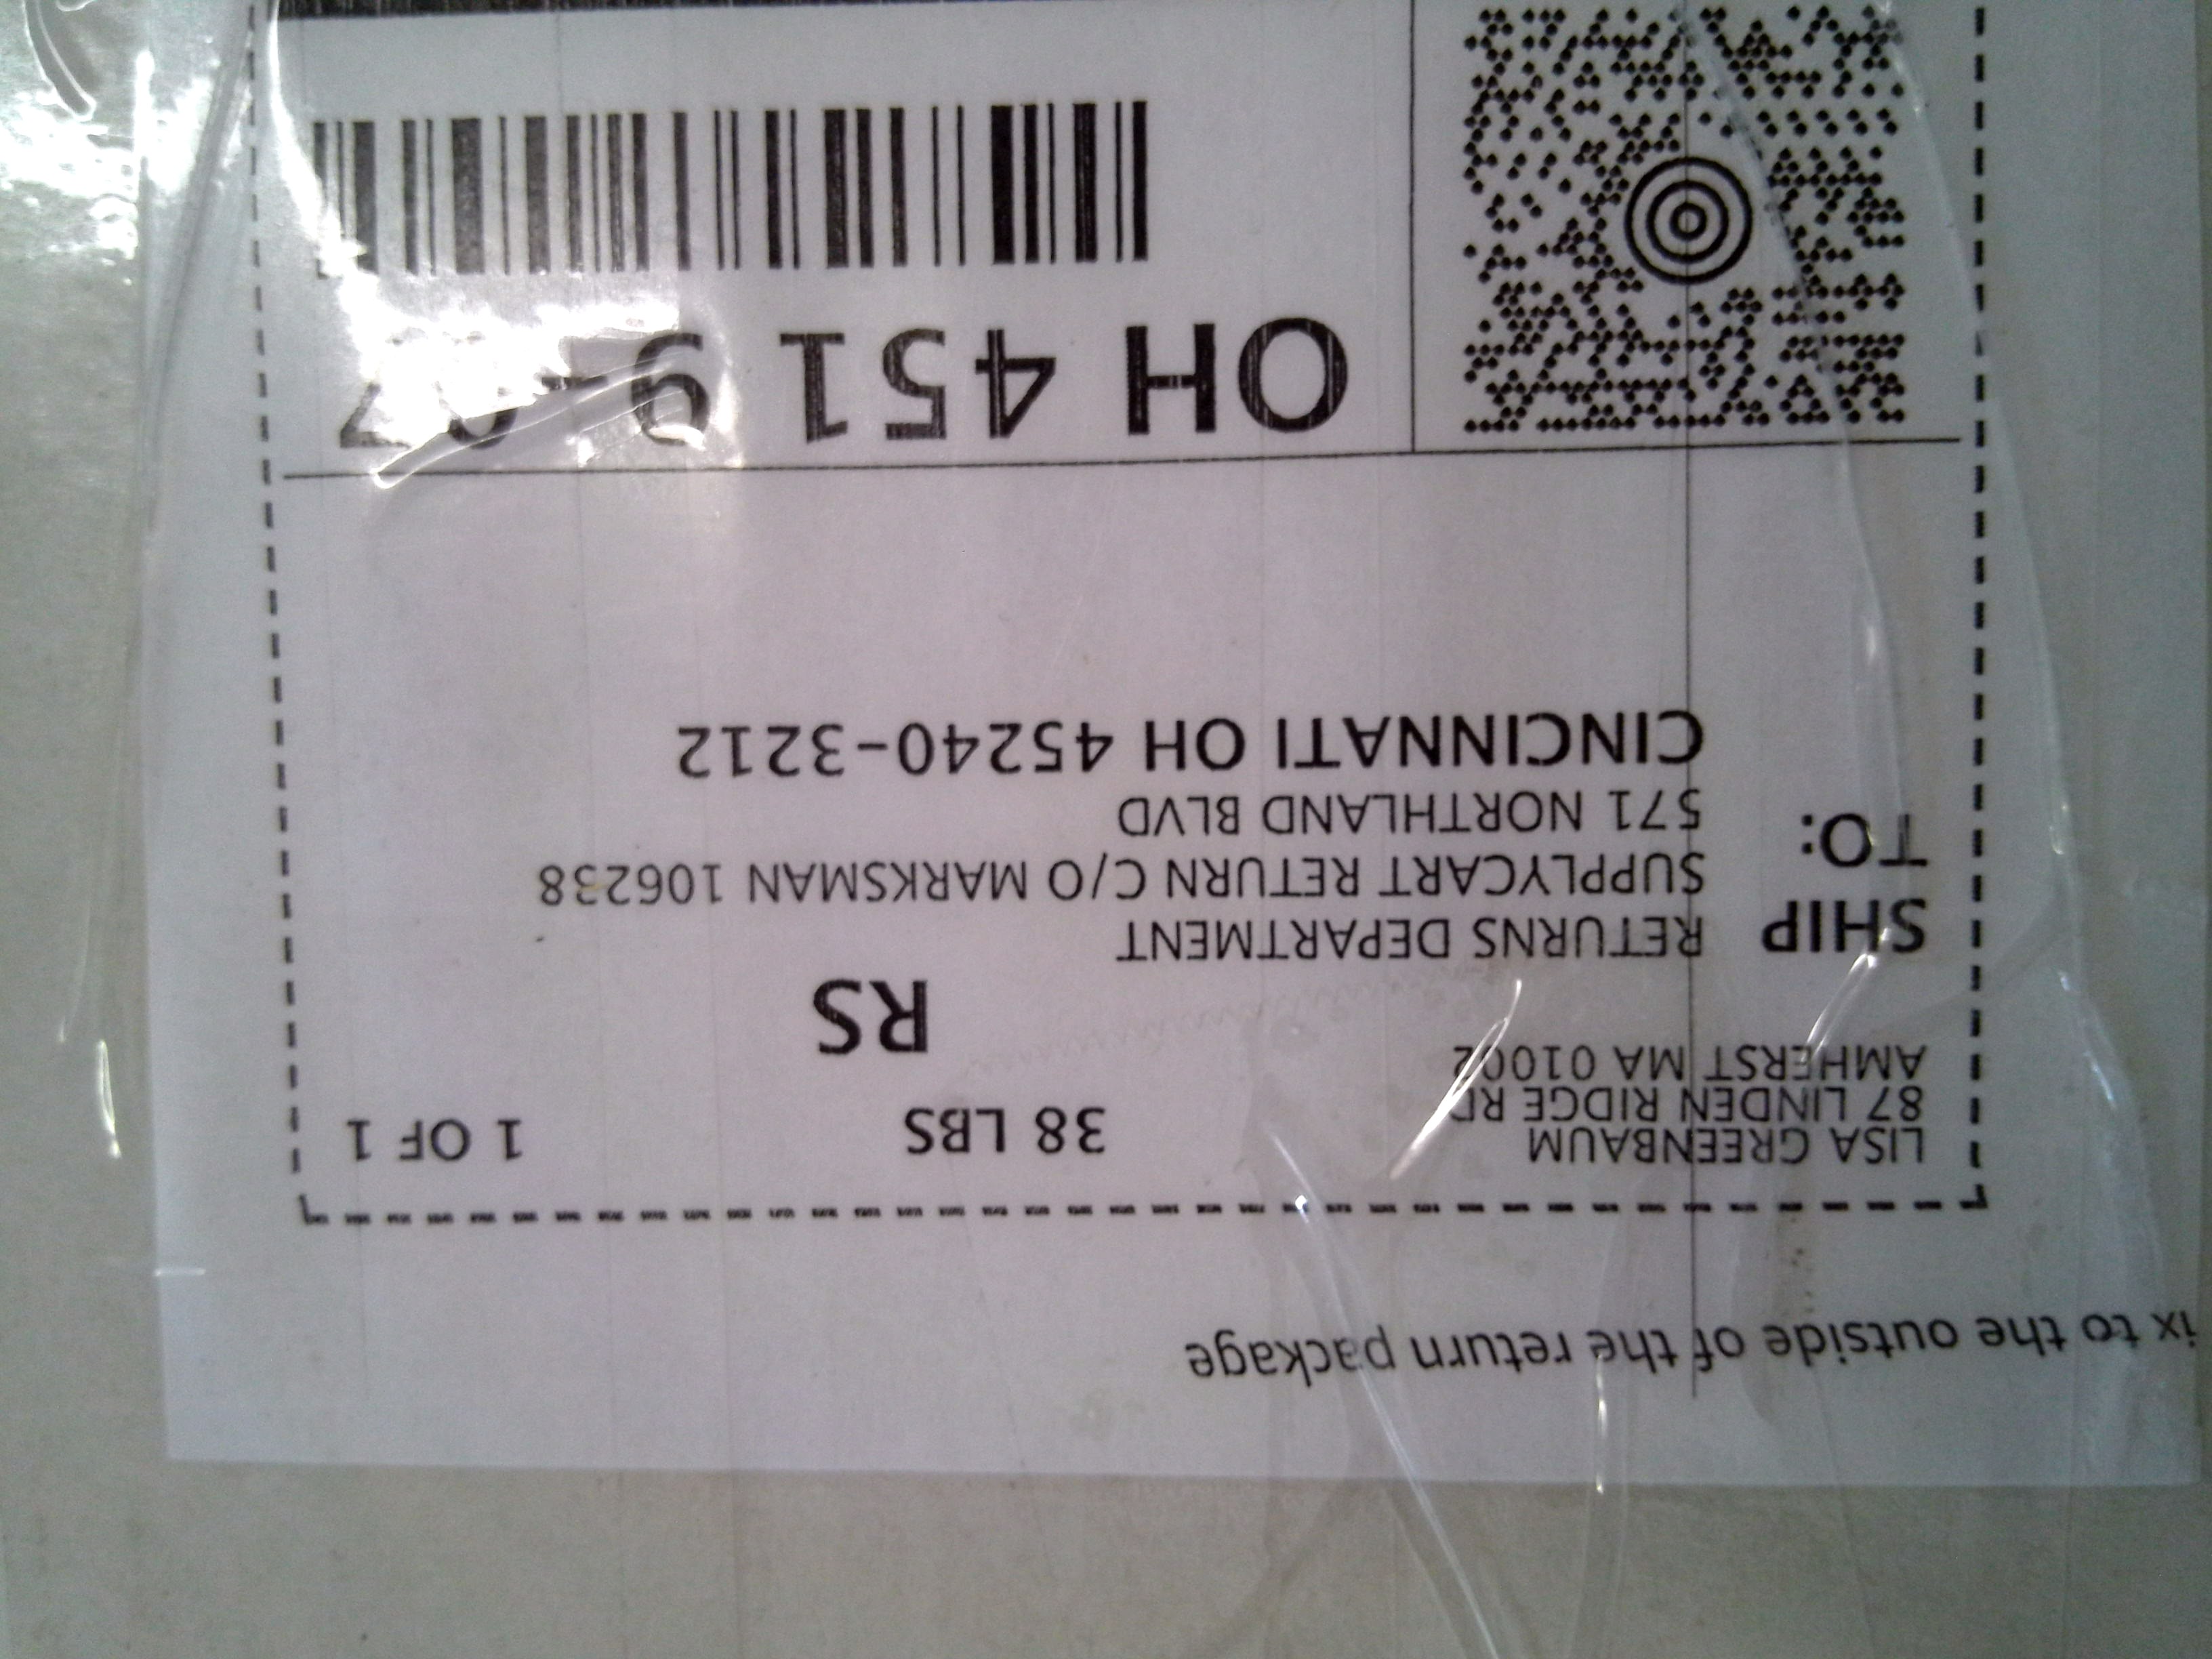 ix to the outside of the return package
LISA GREENBAUM
87 LINDEN RIDGE RD
AMHERST MA 01002
38 LBS
1 OF 1
RS
SHIP TO:
RETURNS DEPARTMENT
SUPPLYCART RETURN C/O MARKSMAN 106238
571 NORTHLAND BLVD
CINCINNATI OH 45240-3212
OH 451